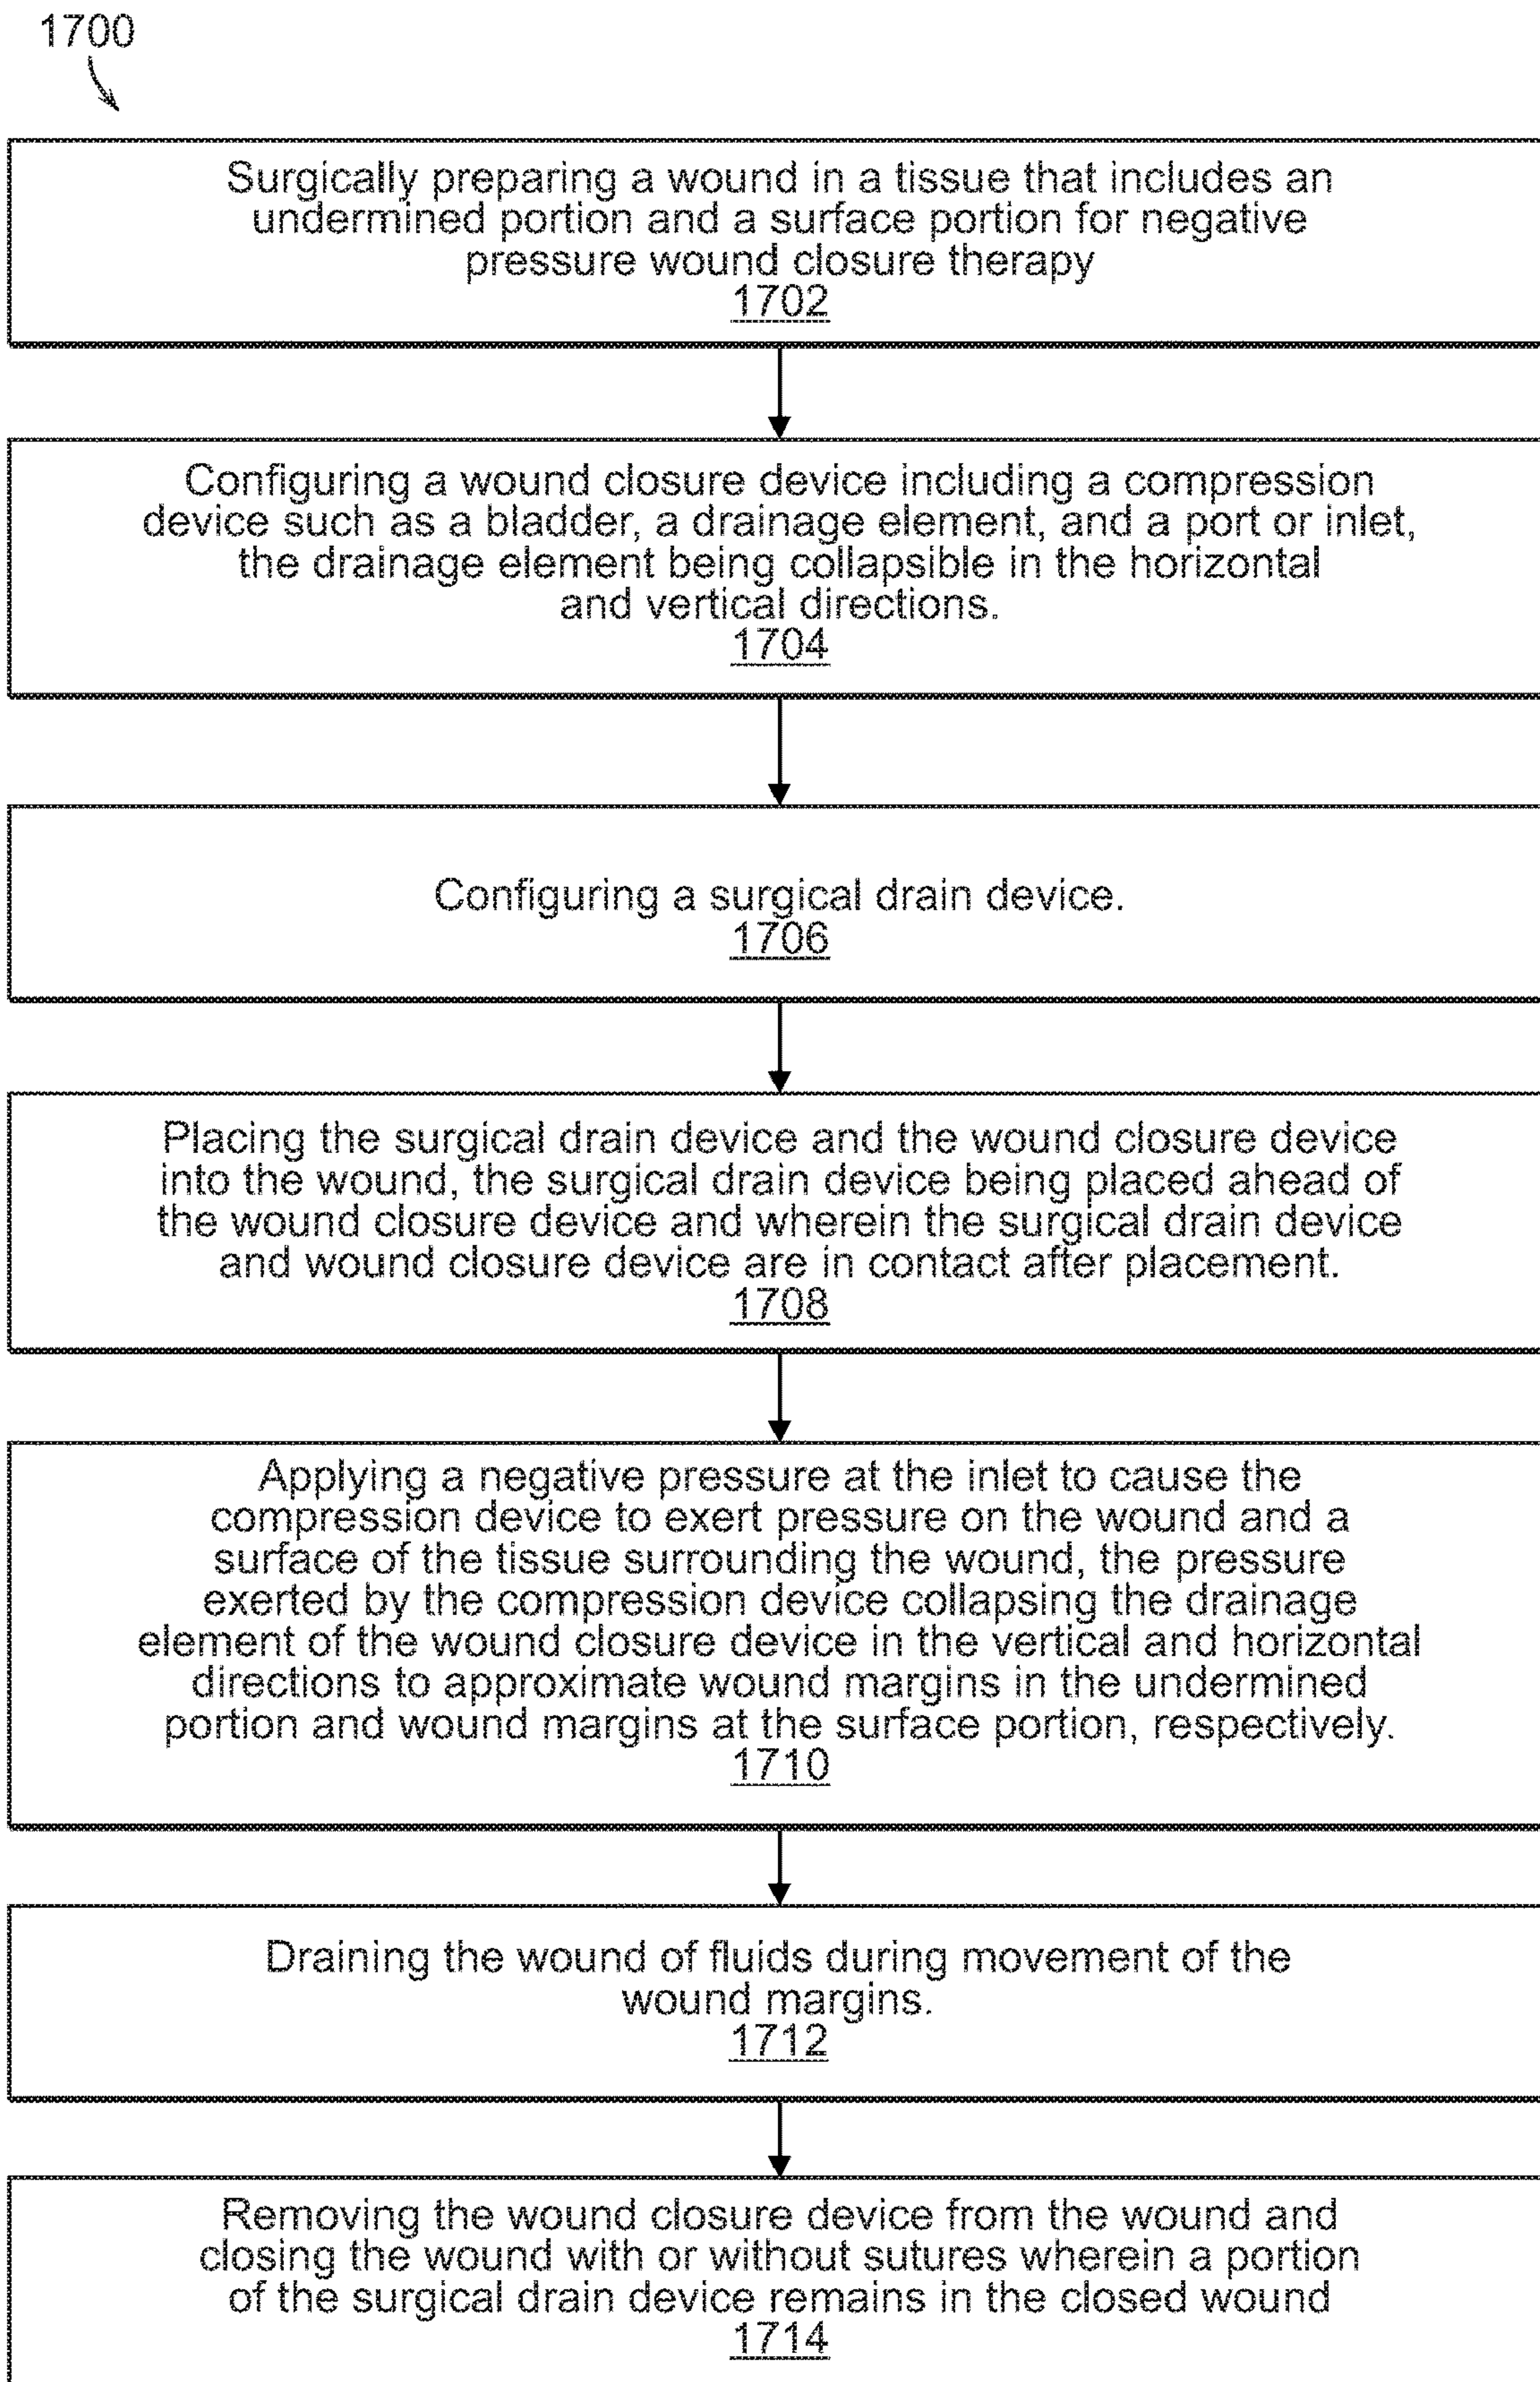 1700
Surgically preparing a wound in a tissue that includes an
undermined portion and a surface portion for negative
pressure wound closure therapy
1702
Configuring a wound closure device including a compression
device such as a bladder, a drainage element, and a port or inlet,
the drainage element being collapsible in the horizontal
and vertical directions.
1704
Configuring a surgical drain device.
1706
Placing the surgical drain device and the wound closure device
into the wound, the surgical drain device being placed ahead of
the wound closure device and wherein the surgical drain device
and wound closure device are in contact after placement.
1708
Applying a negative pressure at the inlet to cause the
compression device to exert pressure on the wound and a
surface of the tissue surrounding the wound, the pressure
exerted by the compression device collapsing the drainage
element of the wound closure device in the vertical and horizontal
directions to approximate wound margins in the undermined
portion and wound margins at the surface portion, respectively.
1710
Draining the wound of fluids during movement of the
wound margins.
1712
Removing the wound closure device from the wound and
closing the wound with or without sutures wherein a portion
of the surgical drain device remains in the closed wound
1714